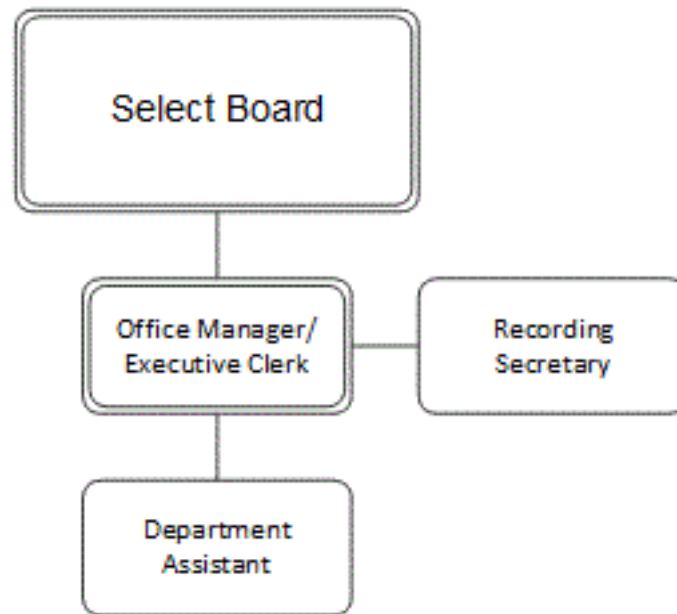 Select Board
Office Manager/
Executive Clerk
Recording
Secretary
Department
Assistant